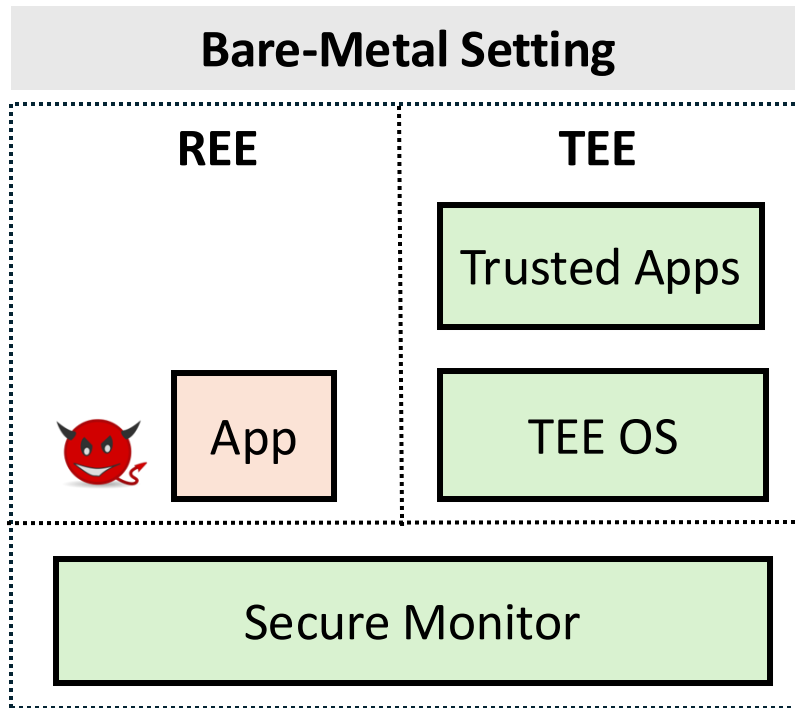 Bare-Metal Setting
REE
TEE
Trusted Apps
App
TEE OS
Secure Monitor